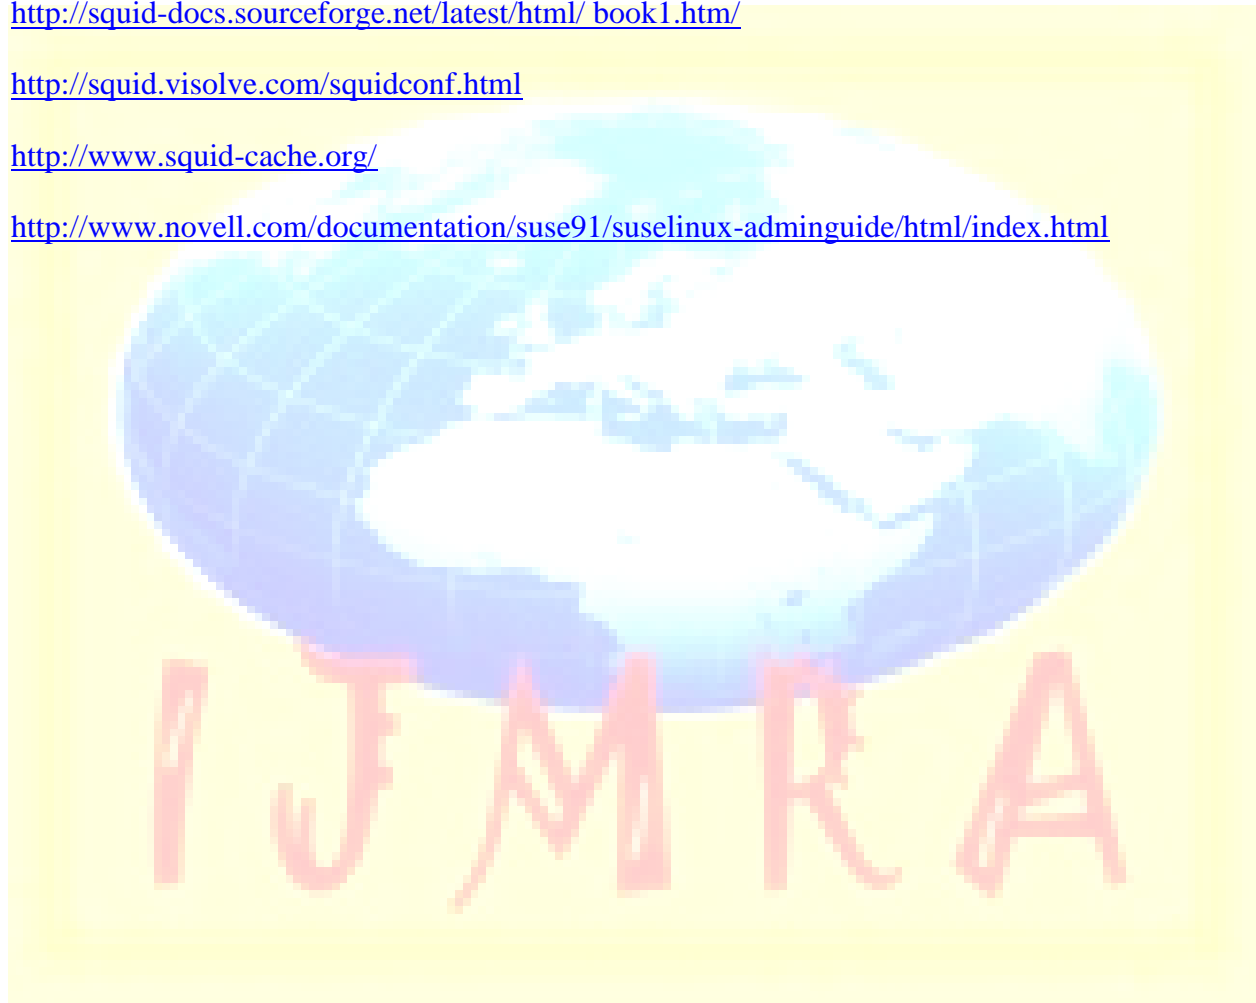 http://squid-docs.sourceforge.net/latest/html/ book1.htm/
http://squid.visolve.com/squidconf.html
http://www.squid-cache.org/
http://www.novell.com/documentation/suse91/suselinux-adminguide/html/index.html
IJMRA